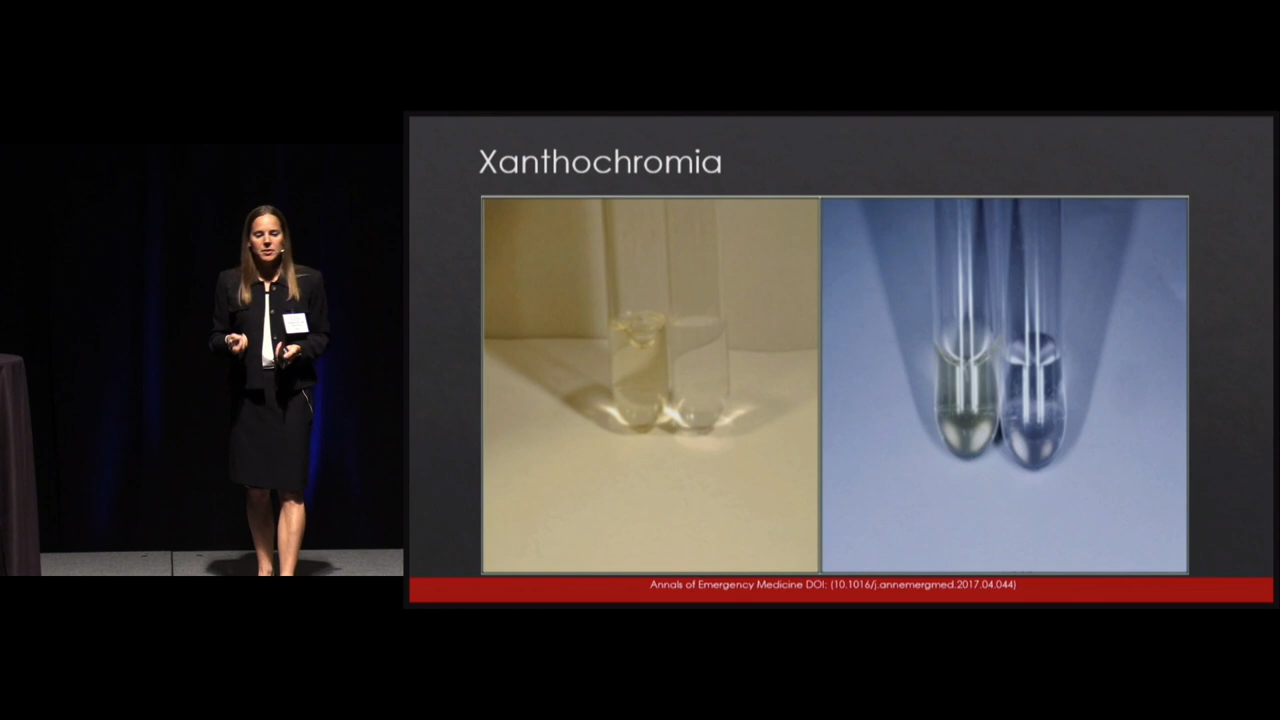 Xanthochromia
Annals of Emergency Medicine DOI: (10.1016/j.annemergmed.2017.04.044)